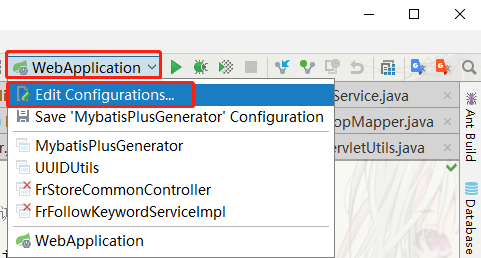 WebApplication
Edit Configurations...
Save 'MybatisPlusGenerator' Configuration
MybatisPlusGenerator
UUIDUtils
FrStoreCommonController
FrFollowKeywordServiceImpl
WebApplication
Service.java
opMapper.java
ervletUtils.java
Ant Build
Database